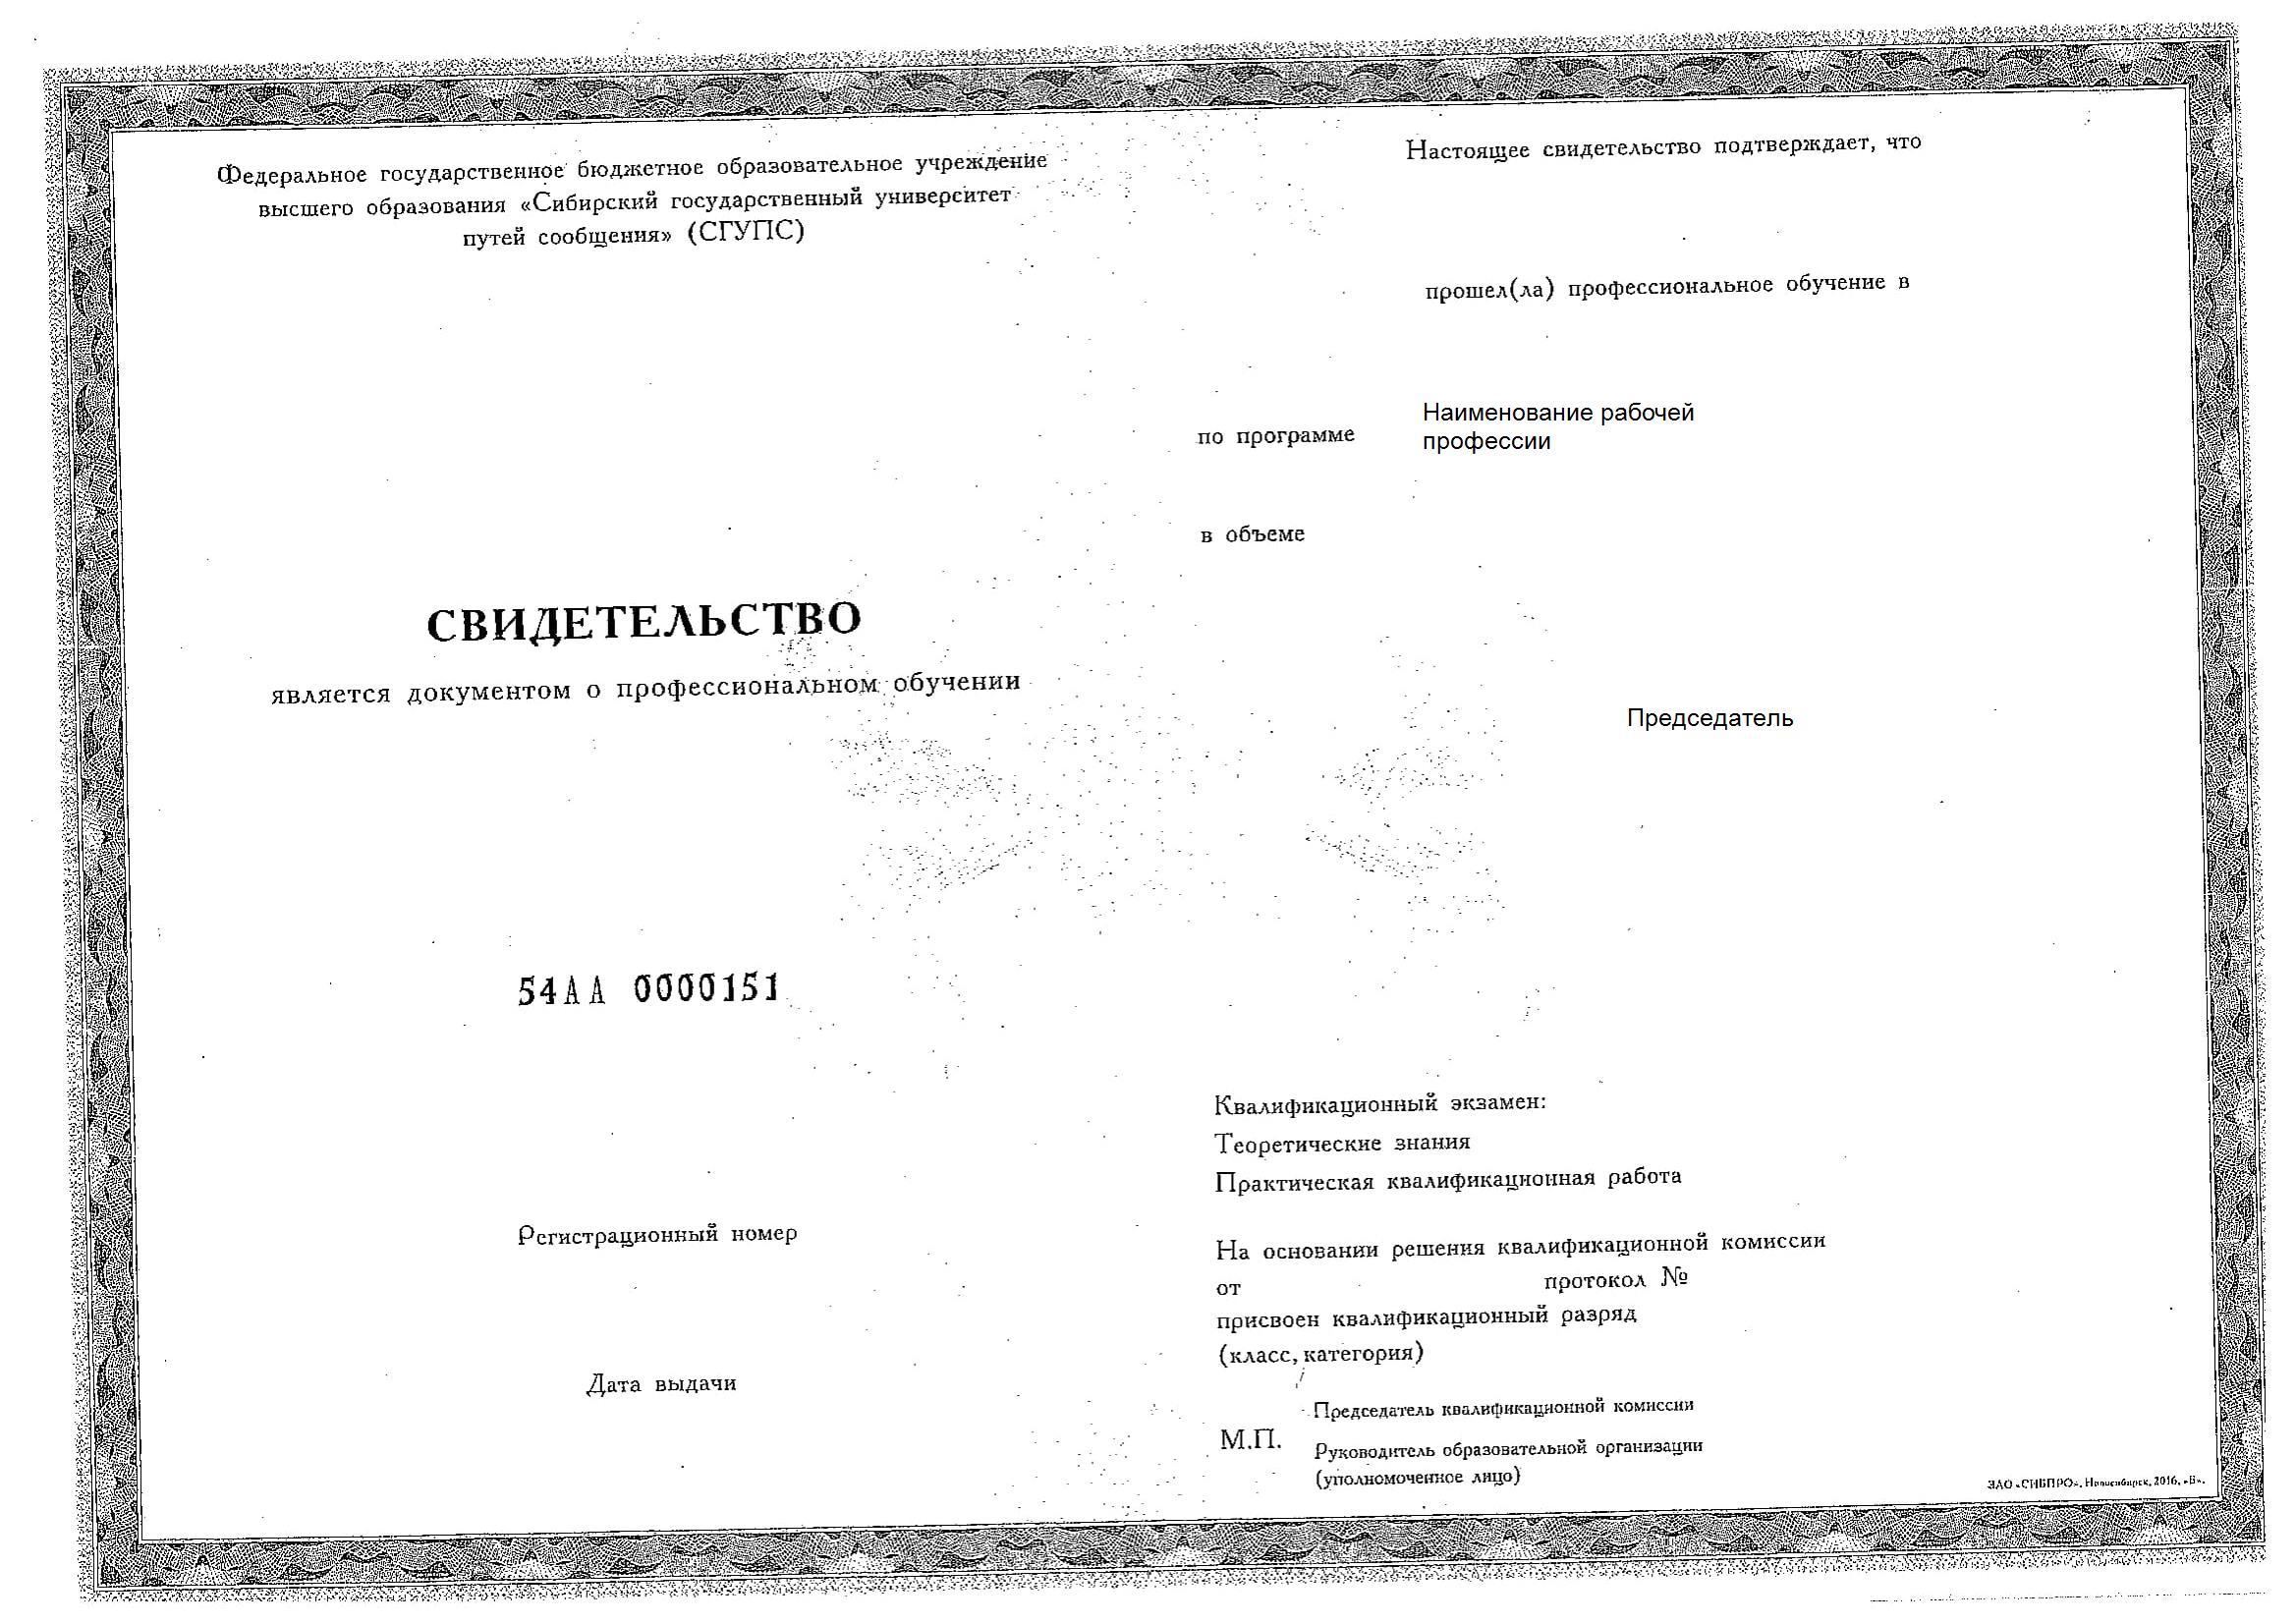 Федеральное государственное бюджетное образовательное учреждение
высшего образования «Сибирский государственный университет
путей сообщения» (СГУПС)
СВИДЕТЕЛЬСТВО
является документом о профессиональном обучении
54АА 0000151
Регистрационный номер
Дата выдачи
Настоящее свидетельство подтверждает, что
прошел(ла) профессиональное обучение в
по программе
Наименование рабочей
профессии
в объеме
Председатель
Квалификационный экзамен:
Теоретические знания
Практическая квалификационная работа
На основании решения квалификационной комиссии
от протокол №
присвоен квалификационный разряд
(класс, категория)
М.П.
Председатель квалификационной комиссии
Руководитель образовательной организации
(уполномоченное лицо)
ЗАО «СИБПРО», Новосибирск, 2016, «В».